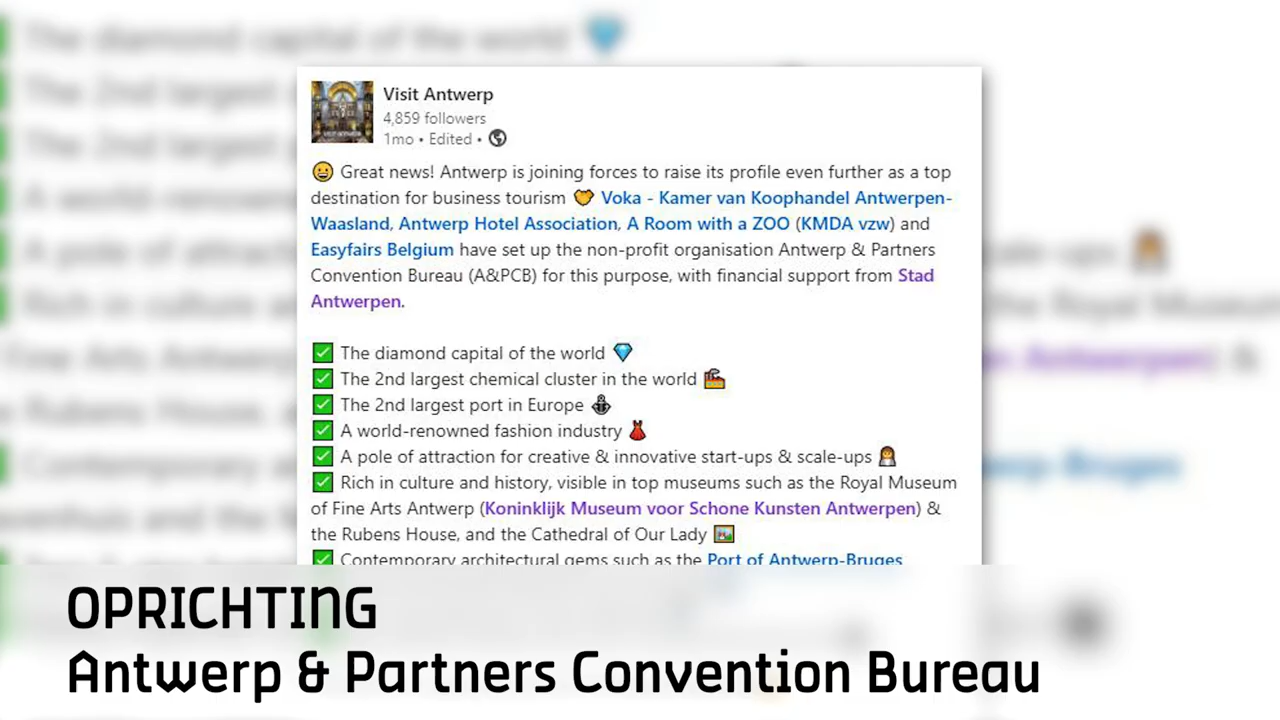 Visit Antwerp
4,859 followers
1mo • Edited •
😀 Great news! Antwerp is joining forces to raise its profile even further as a top
destination for business tourism 🤝 Voka - Kamer van Koophandel Antwerpen-
Waasland, Antwerp Hotel Association, A Room with a ZOO (KMDA vzw) and
Easyfairs Belgium have set up the non-profit organisation Antwerp & Partners
Convention Bureau (A&PCB) for this purpose, with financial support from Stad
Antwerpen.
✅ The diamond capital of the world 💎
✅ The 2nd largest chemical cluster in the world 🏭
✅ The 2nd largest port in Europe ⚓
✅ A world-renowned fashion industry 👗
✅ A pole of attraction for creative & innovative start-ups & scale-ups 👩‍💼
✅ Rich in culture and history, visible in top museums such as the Royal Museum
of Fine Arts Antwerp (Koninklijk Museum voor Schone Kunsten Antwerpen) &
the Rubens House, and the Cathedral of Our Lady 🖼️
✅ Contemporary architectural gems such as the Port of Antwerp-Bruges
OPRICHTING
Antwerp & Partners Convention Bureau